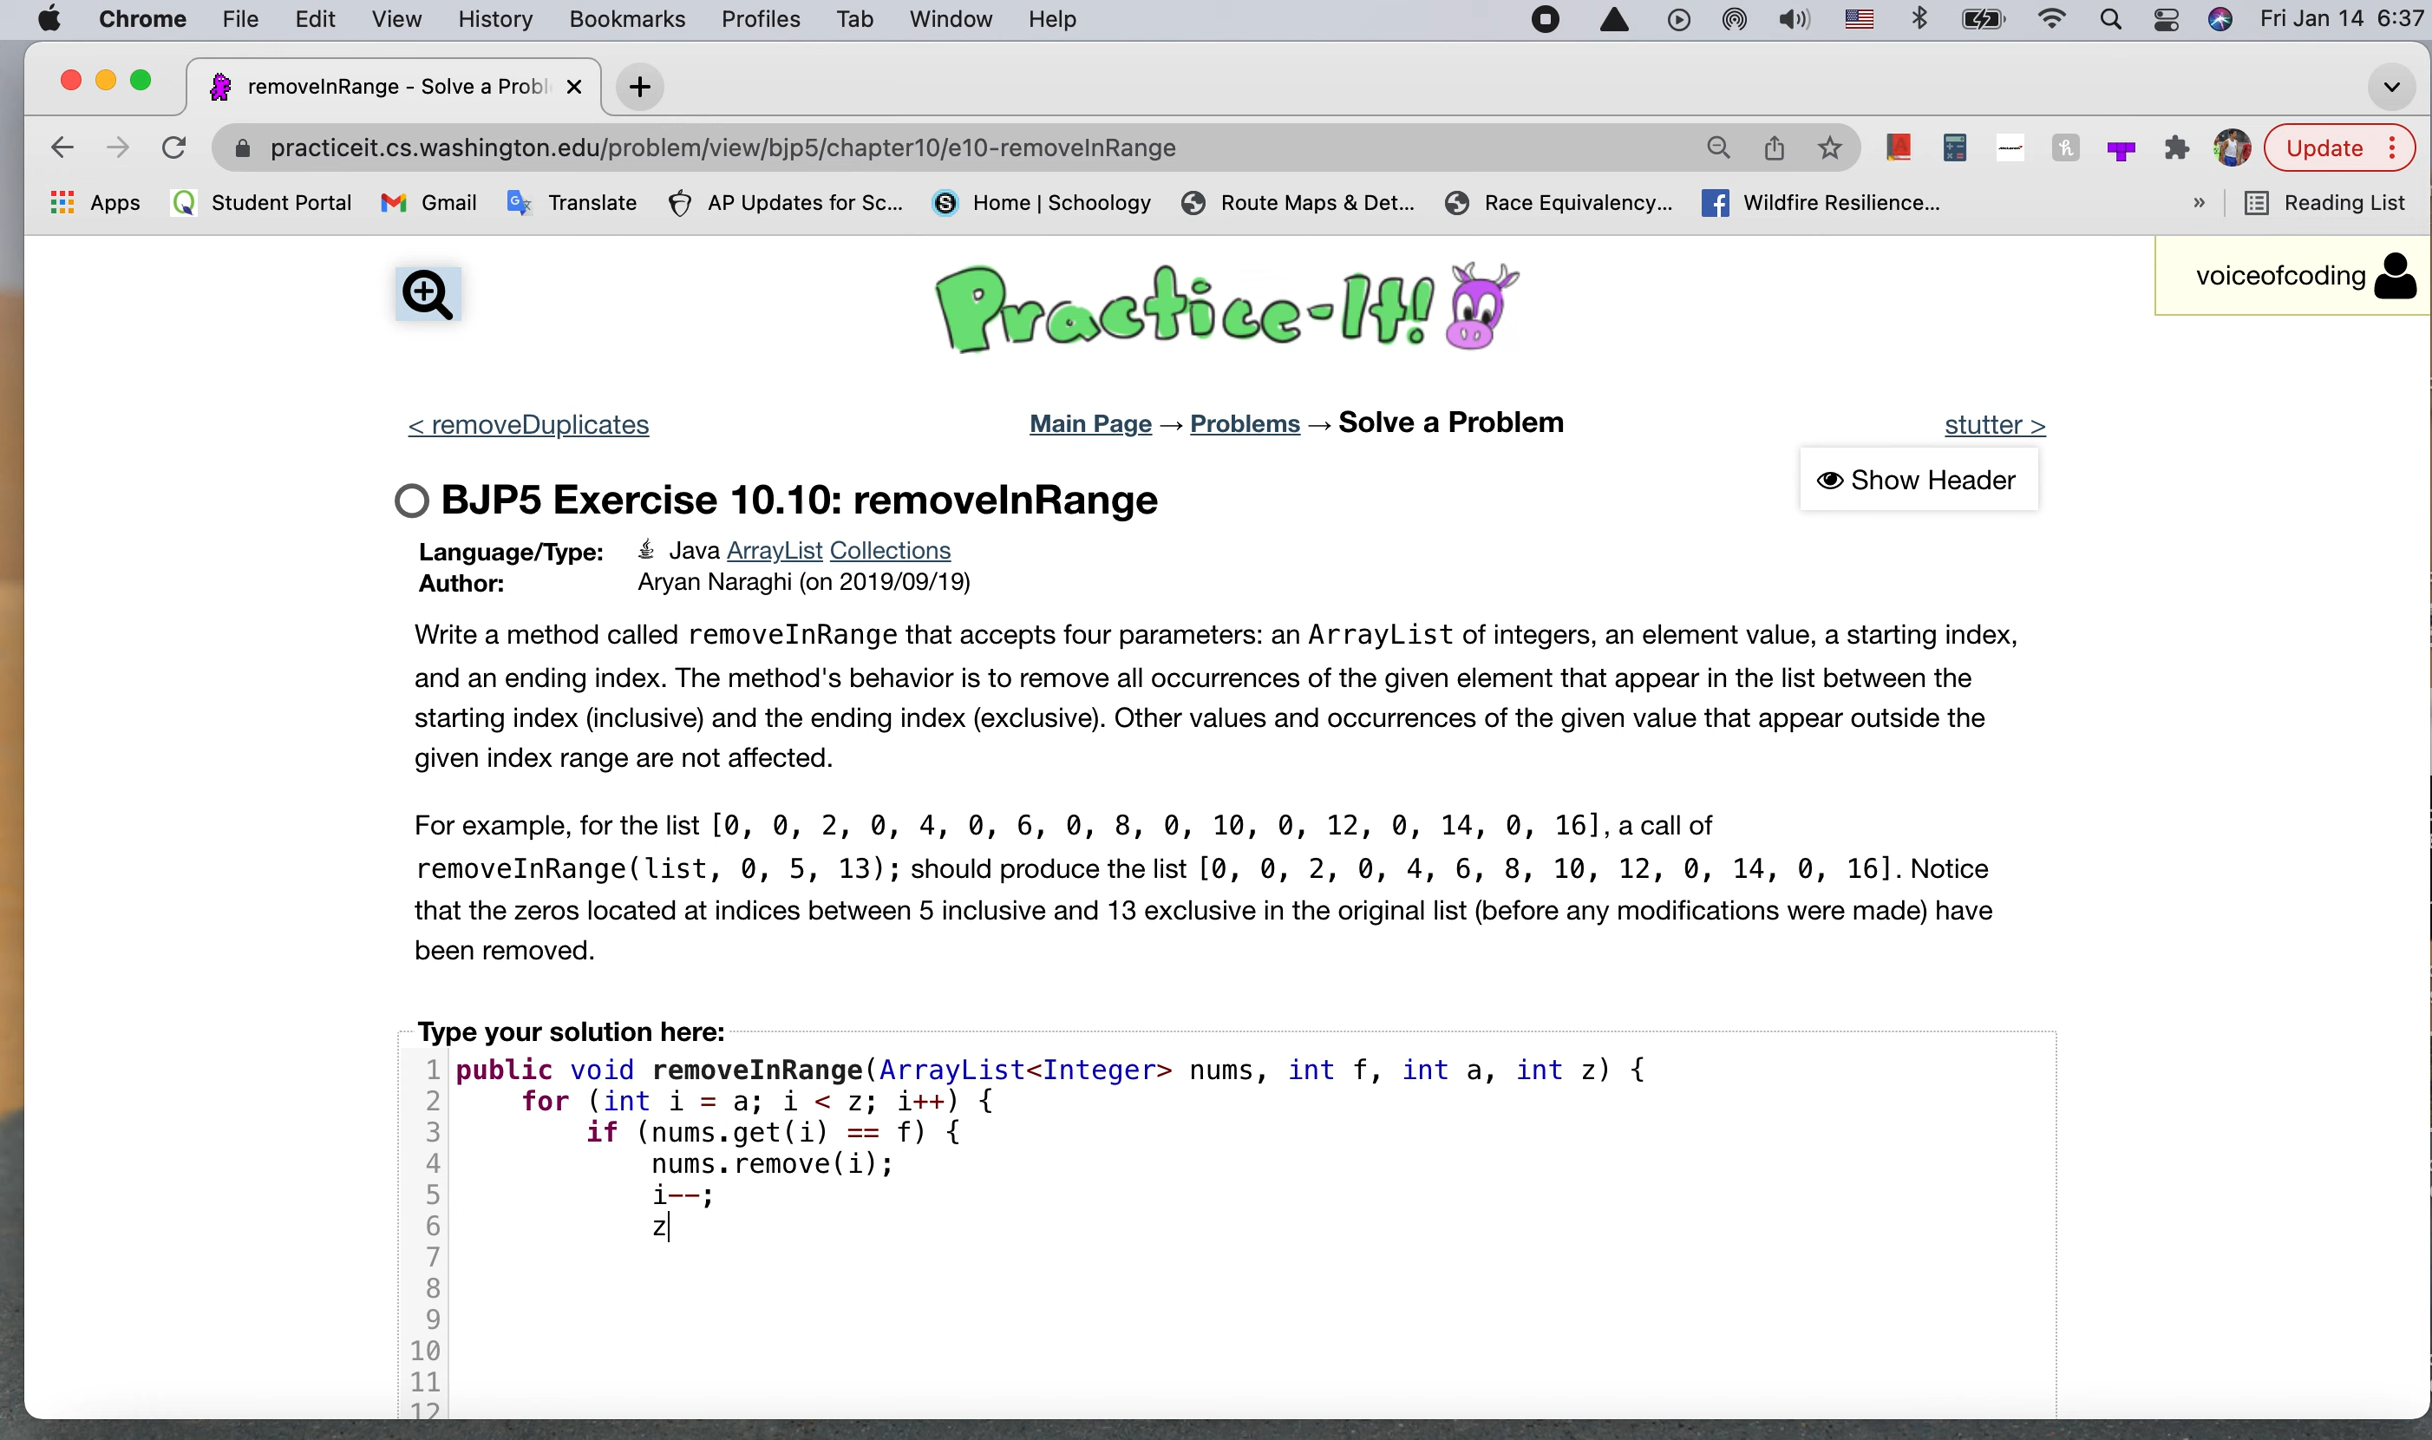 Chrome File Edit View History Bookmarks Profiles Tab Window Help Fri Jan 14 6:37
removeInRange - Solve a Probl
practiceit.cs.washington.edu/problem/view/bjp5/chapter10/e10-removeInRange Update
Apps Student Portal Gmail Translate AP Updates for Sc... Home | Schoology Route Maps & Det... Race Equivalency... Wildfire Resilience... » Reading List
Practice-It!
voiceofcoding
< removeDuplicates Main Page → Problems → Solve a Problem stutter >
Show Header
BJP5 Exercise 10.10: removeInRange
Language/Type: Java ArrayList Collections
Author: Aryan Naraghi (on 2019/09/19)
Write a method called removeInRange that accepts four parameters: an ArrayList of integers, an element value, a starting index,
and an ending index. The method's behavior is to remove all occurrences of the given element that appear in the list between the
starting index (inclusive) and the ending index (exclusive). Other values and occurrences of the given value that appear outside the
given index range are not affected.
For example, for the list [0, 0, 2, 0, 4, 0, 6, 0, 8, 0, 10, 0, 12, 0, 14, 0, 16], a call of
removeInRange(list, 0, 5, 13); should produce the list [0, 0, 2, 0, 4, 6, 8, 10, 12, 0, 14, 0, 16]. Notice
that the zeros located at indices between 5 inclusive and 13 exclusive in the original list (before any modifications were made) have
been removed.
Type your solution here:
1 public void removeInRange(ArrayList<Integer> nums, int f, int a, int z) {
2 for (int i = a; i < z; i++) {
3 if (nums.get(i) == f) {
4 nums.remove(i);
5 i--;
6 z
7
8
9
10
11
12